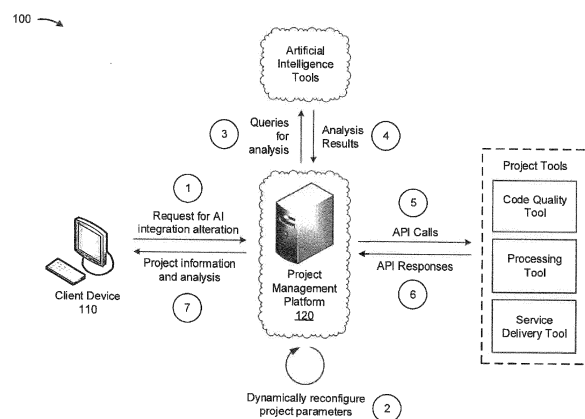 100
Artificial
Intelligence
Tools
3
Queries
for
analysis
Analysis
Results
4
1
Request for AI
integration alteration
Project information
and analysis
7
Client Device
110
Project
Management
Platform
120
5
API Calls
API Responses
6
Project Tools
Code Quality
Tool
Processing
Tool
Service
Delivery Tool
Dynamically reconfigure
project parameters
2